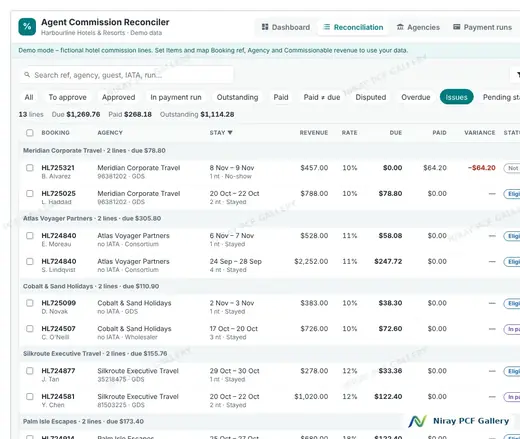 %
Agent Commission Reconciler
Harbourline Hotels & Resorts · Demo data
Dashboard
Reconciliation
Agencies
Payment runs
Demo mode – fictional hotel commission lines. Set Items and map Booking ref, Agency and Commissionable revenue to use your data.
Search ref, agency, guest, IATA, run...
All To approve Approved In payment run Outstanding Paid Paid ≠ due Disputed Overdue Issues Pending sta
13 lines Due $1,269.76 Paid $268.18 Outstanding $1,114.28
BOOKING AGENCY STAY ▼ REVENUE RATE DUE PAID VARIANCE STAT
Meridian Corporate Travel · 2 lines · due $78.80
HL725321 Meridian Corporate Travel 8 Nov – 9 Nov $457.00 10% $0.00 $64.20 –$64.20 Not
B. Alvarez 96381202 · GDS 1 nt · No-show
HL725025 Meridian Corporate Travel 20 Oct – 22 Oct $788.00 10% $78.80 $0.00 — Eligi
L. Haddad 96381202 · GDS 2 nt · Stayed
Atlas Voyager Partners · 2 lines · due $305.80
HL724840 Atlas Voyager Partners 6 Nov – 7 Nov $528.00 11% $58.08 $0.00 — Eligi
E. Moreau no IATA · Consortium 1 nt · Stayed
HL724840 Atlas Voyager Partners 24 Sep – 28 Sep $2,252.00 11% $247.72 $0.00 — Eligi
S. Lindqvist no IATA · Consortium 4 nt · Stayed
Cobalt & Sand Holidays · 2 lines · due $110.90
HL725099 Cobalt & Sand Holidays 2 Nov – 3 Nov $383.00 10% $38.30 $0.00 — Eligi
D. Novak no IATA · GDS 1 nt · Stayed
HL724507 Cobalt & Sand Holidays 17 Oct – 20 Oct $726.00 10% $72.60 $0.00 — In pa
C. O'Neill no IATA · Wholesaler 3 nt · Stayed
Silkroute Executive Travel · 2 lines · due $155.76
HL724877 Silkroute Executive Travel 29 Oct – 30 Oct $278.00 12% $33.36 $0.00 — Eligi
J. Tan 35218475 · GDS 1 nt · Stayed
HL724581 Silkroute Executive Travel 20 Oct – 22 Oct $1,020.00 12% $122.40 $0.00 — In pa
Y. Chen 81503225 · GDS 2 nt · Stayed
Palm Isle Escapes · 2 lines · due $173.40
Niray PCF Gallery